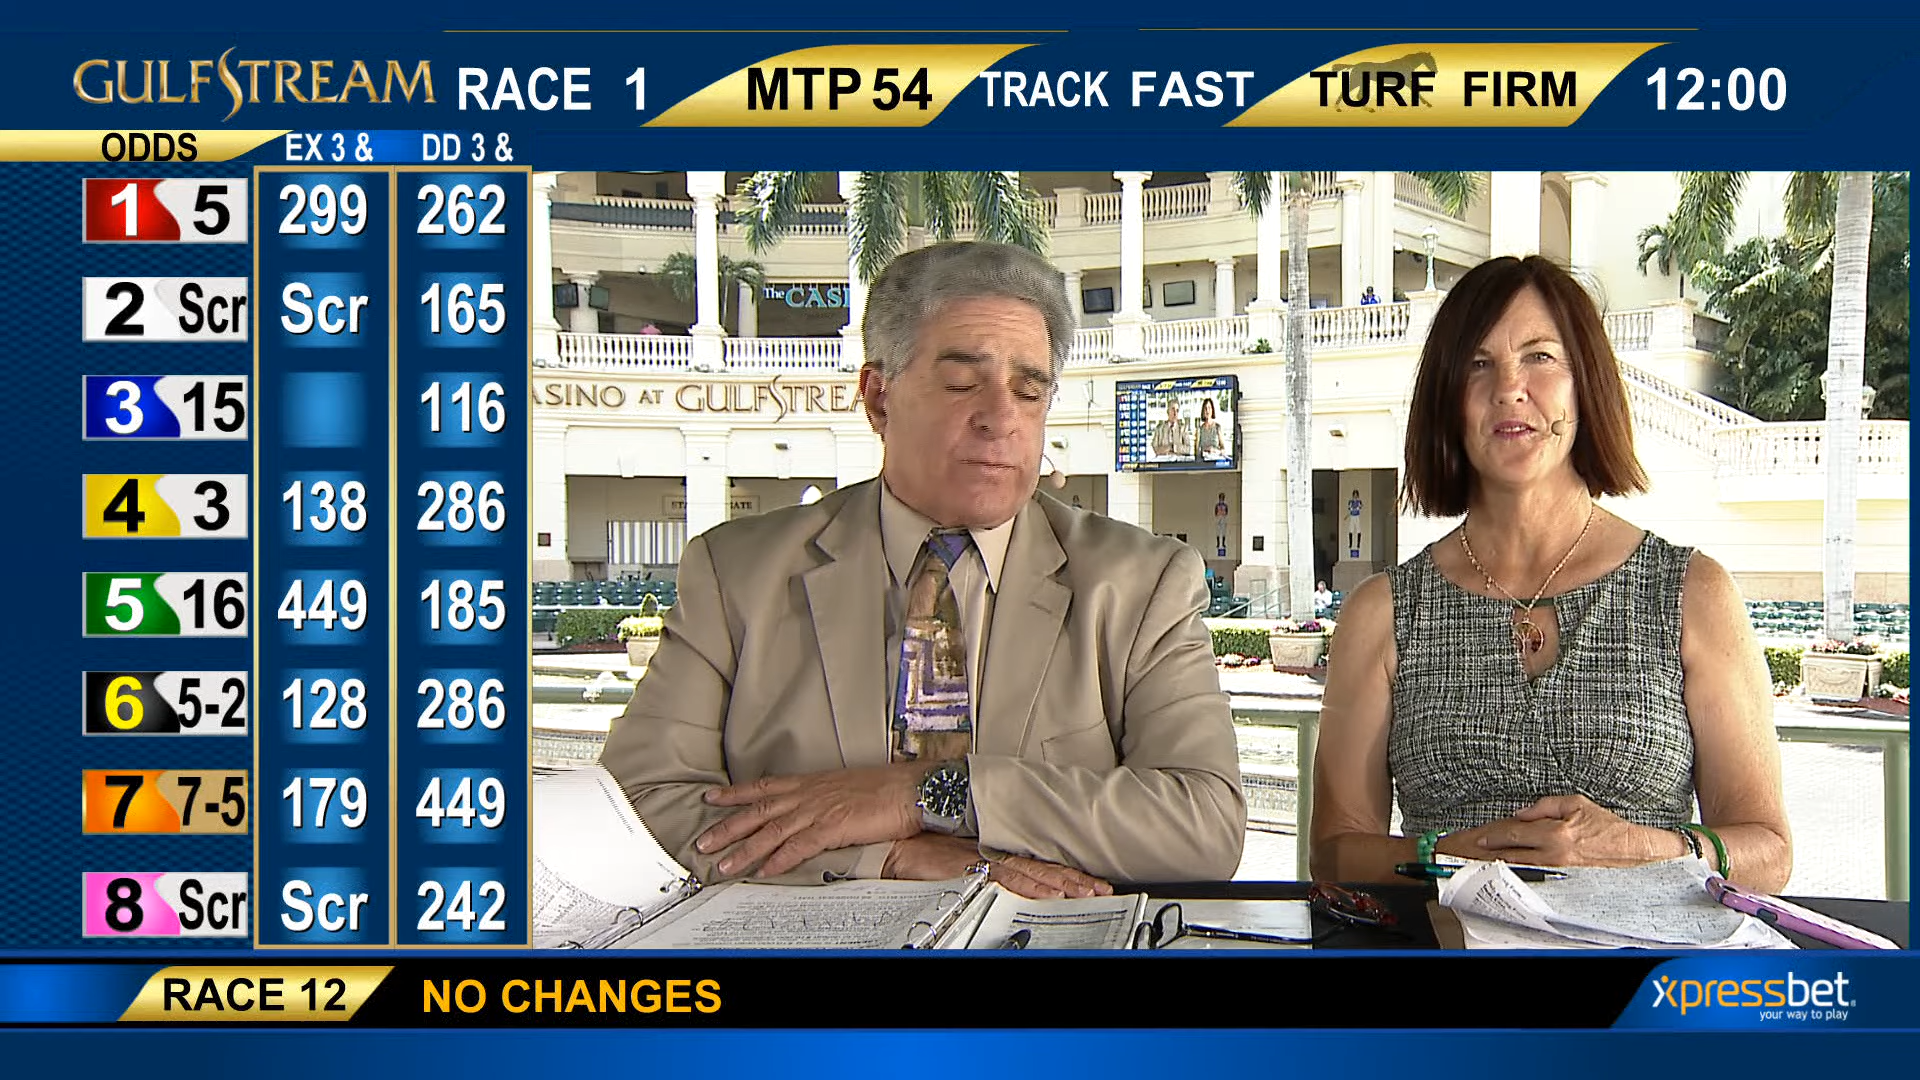 GULFSTREAM RACE 1 MTP 54 TRACK FAST TURF FIRM 12:00
ODDS EX 3 & DD 3 &
1 5 299 262
2 Scr Scr 165
3 15 116
4 3 138 286
5 16 449 185
6 5-2 128 286
7 7-5 179 449
8 Scr Scr 242
The CAS
ASINO AT GULFSTREA
RACE 12 NO CHANGES
xpressbet
your way to play